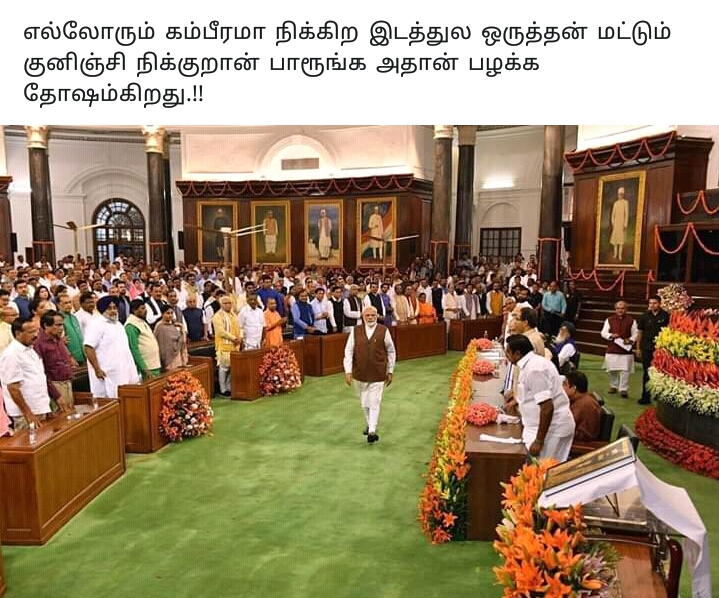 எல்லோரும் கம்பீரமா நிக்கிற இடத்துல ஒருத்தன் மட்டும்
குனிஞ்சி நிக்குறான் பாரூங்க அதான் பழக்க
தோஷம்கிறது.!!